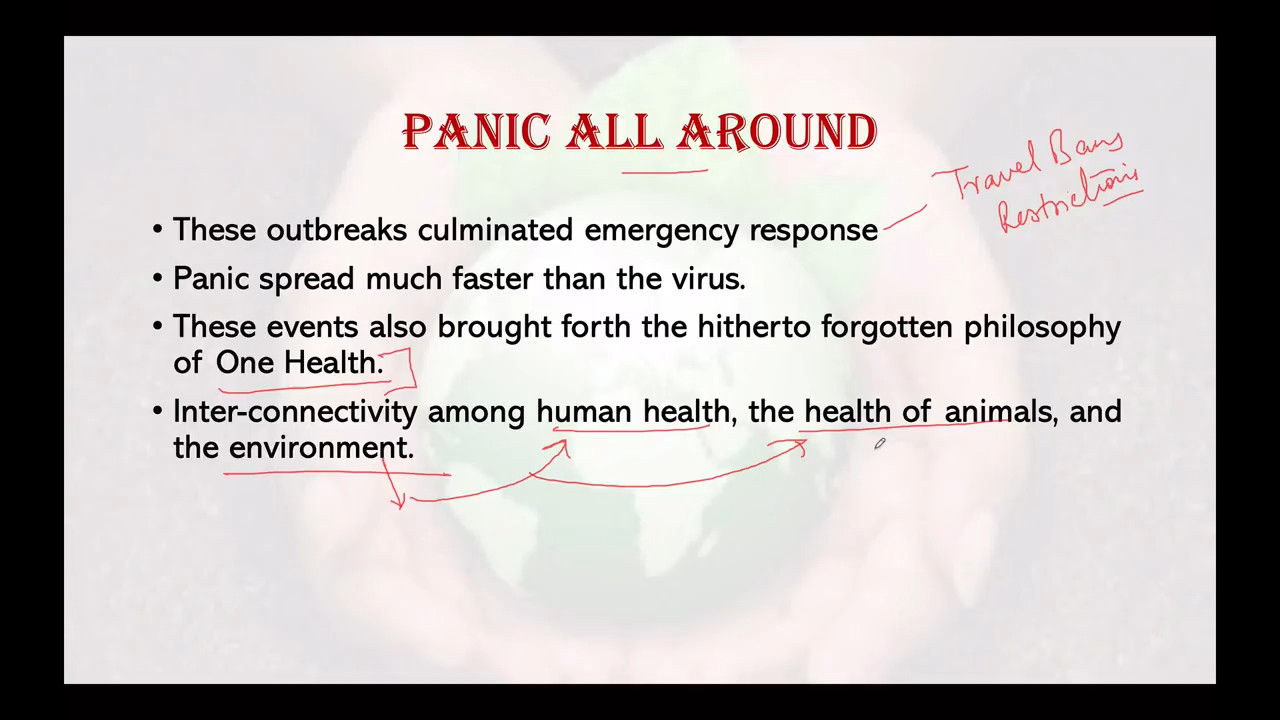 PANIC ALL AROUND
Travel Bans
Restrictions
• These outbreaks culminated emergency response
• Panic spread much faster than the virus.
• These events also brought forth the hitherto forgotten philosophy
of One Health.
• Inter-connectivity among human health, the health of animals, and
the environment.